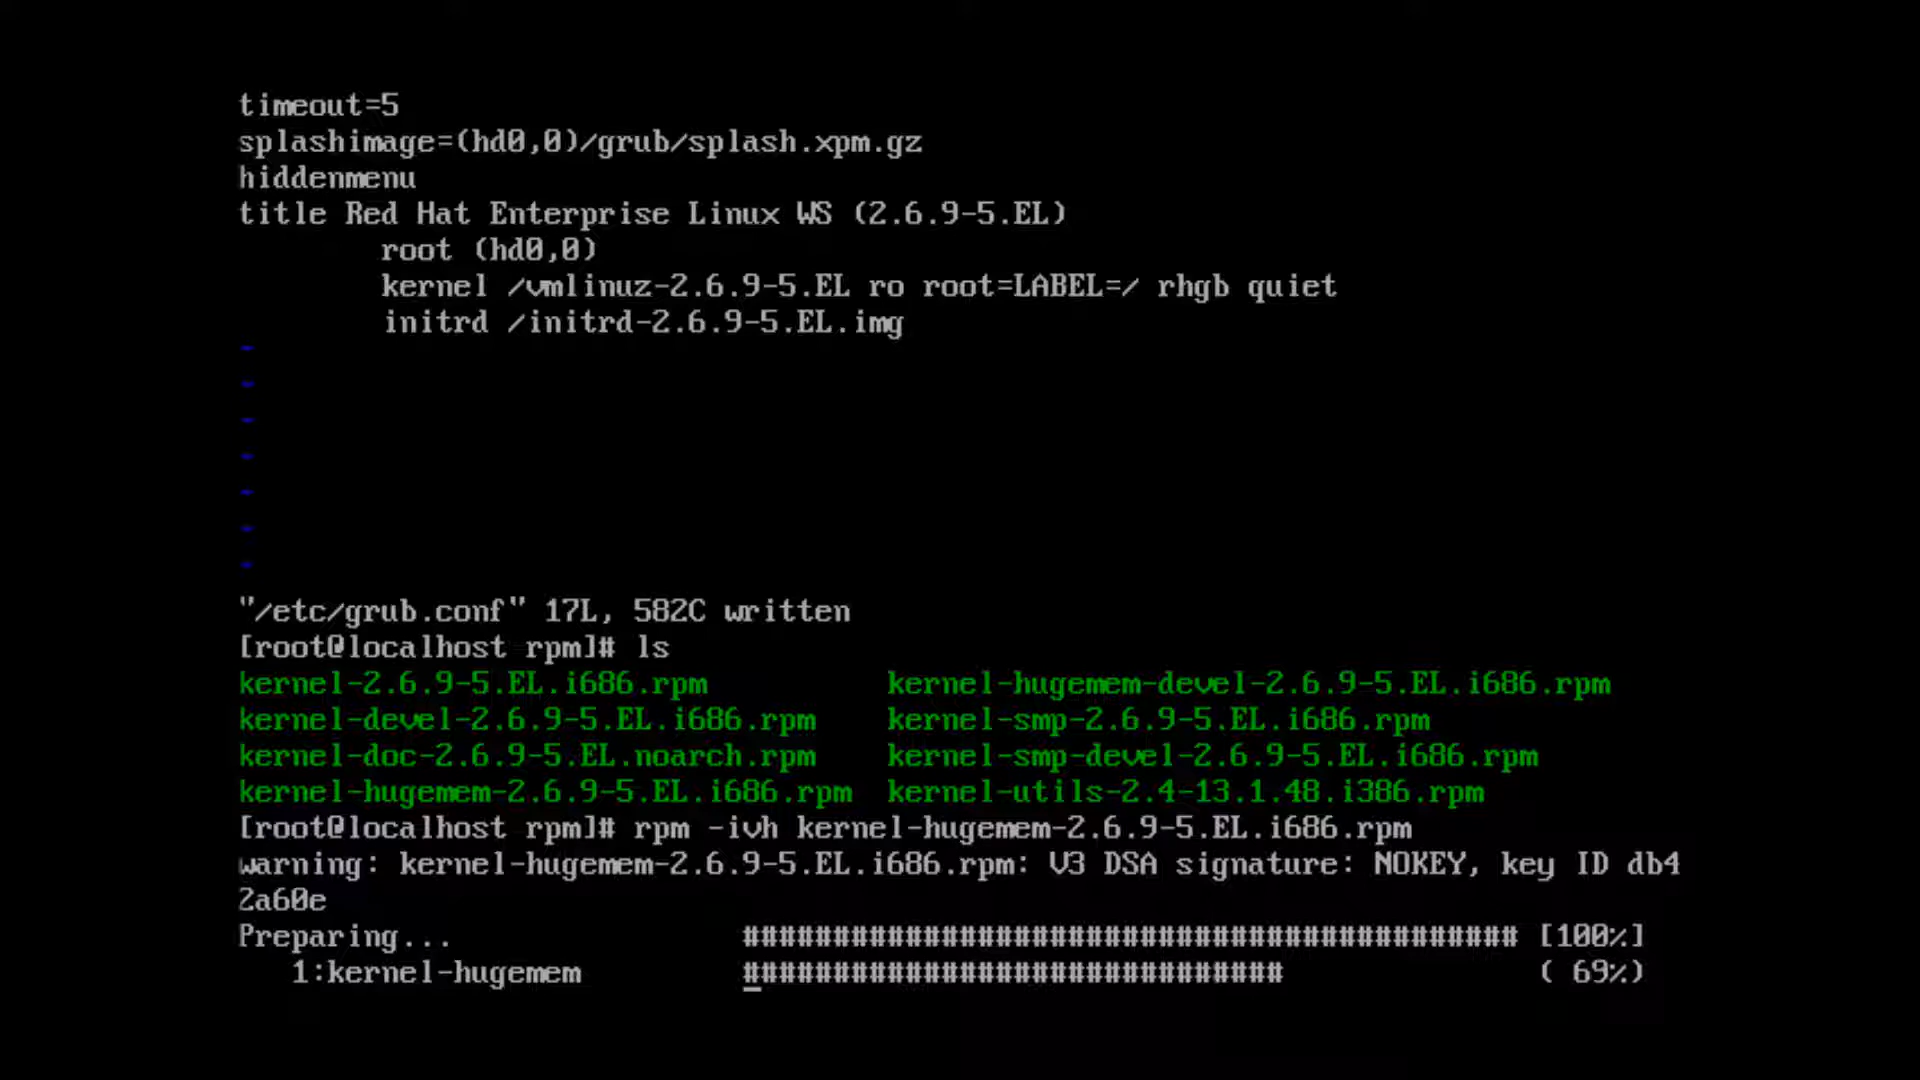 timeout=5
splashimage=(hd0,0)/grub/splash.xpm.gz
hiddenmenu
title Red Hat Enterprise Linux WS (2.6.9-5.EL)
        root (hd0,0)
        kernel /vmlinuz-2.6.9-5.EL ro root=LABEL=/ rhgb quiet
        initrd /initrd-2.6.9-5.EL.img
~
~
~
~
~
~
~
"/etc/grub.conf" 17L, 582C written
[root@localhost rpm]# ls
kernel-2.6.9-5.EL.i686.rpm          kernel-hugemem-devel-2.6.9-5.EL.i686.rpm
kernel-devel-2.6.9-5.EL.i686.rpm    kernel-smp-2.6.9-5.EL.i686.rpm
kernel-doc-2.6.9-5.EL.noarch.rpm    kernel-smp-devel-2.6.9-5.EL.i686.rpm
kernel-hugemem-2.6.9-5.EL.i686.rpm  kernel-utils-2.4-13.1.48.i386.rpm
[root@localhost rpm]# rpm -ivh kernel-hugemem-2.6.9-5.EL.i686.rpm
warning: kernel-hugemem-2.6.9-5.EL.i686.rpm: V3 DSA signature: NOKEY, key ID db4
2a60e
Preparing...                ########################################### [100%]
   1:kernel-hugemem         ##############################              ( 69%)